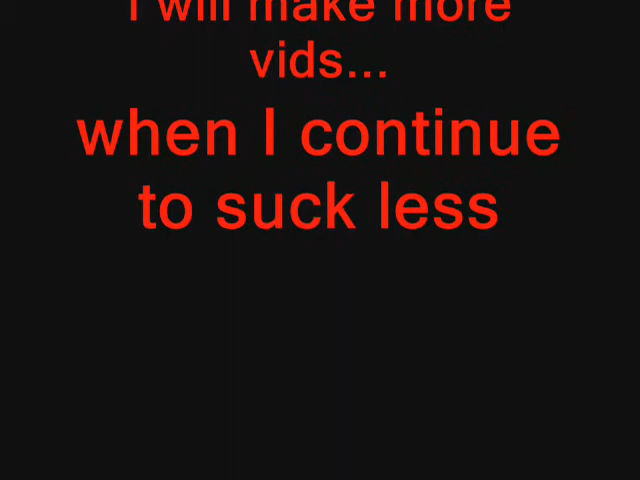 I will make more
vids...
when I continue
to suck less